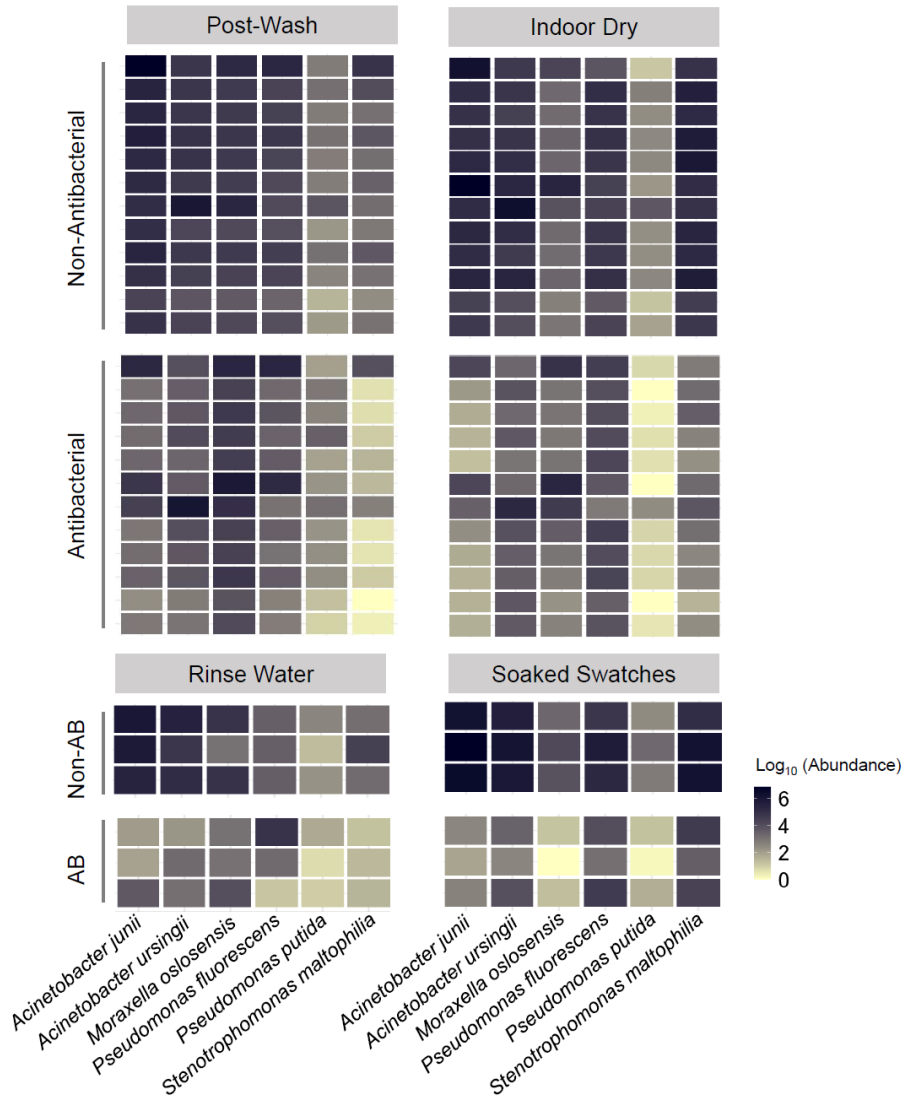 Post-Wash
Indoor Dry
Non-Antibacterial
Antibacterial
Rinse Water
Soaked Swatches
Non-AB
AB
Log10 (Abundance)
6
4
2
0
Acinetobacter junii
Acinetobacter ursingii
Moraxella oslosensis
Pseudomonas fluorescens
Pseudomonas putida
Stenotrophomonas maltophilia
Acinetobacter junii
Acinetobacter ursingii
Moraxella oslosensis
Pseudomonas fluorescens
Pseudomonas putida
Stenotrophomonas maltophilia